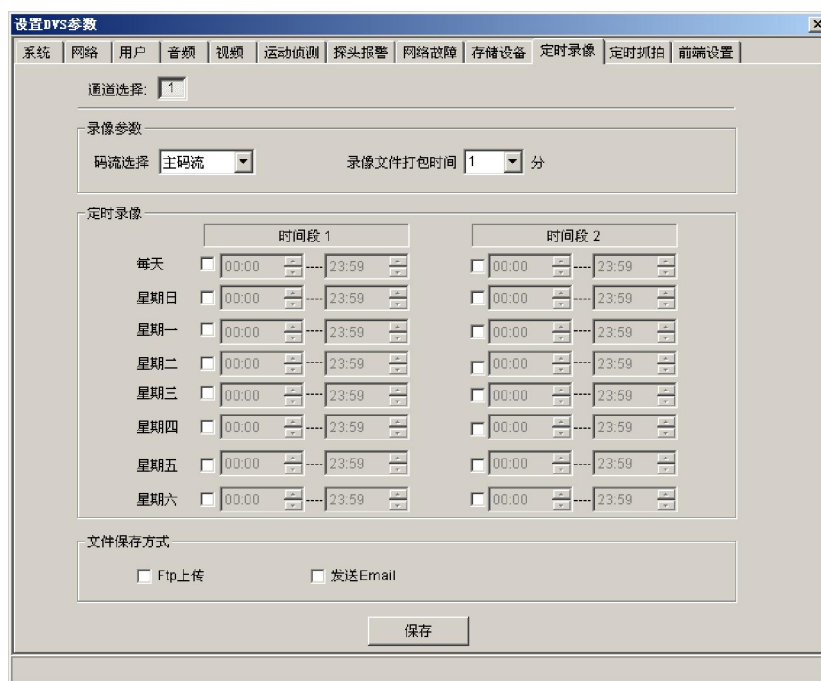 设置DVS参数
系统 网络 用户 音频 视频 运动侦测 探头报警 网络故障 存储设备 定时录像 定时抓拍 前端设置
通道选择: 1
录像参数
码流选择 主码流 录像文件打包时间 1 分
定时录像
时间段 1 时间段 2
每天 00:00 ---- 23:59 00:00 ---- 23:59
星期日 00:00 ---- 23:59 00:00 ---- 23:59
星期一 00:00 ---- 23:59 00:00 ---- 23:59
星期二 00:00 ---- 23:59 00:00 ---- 23:59
星期三 00:00 ---- 23:59 00:00 ---- 23:59
星期四 00:00 ---- 23:59 00:00 ---- 23:59
星期五 00:00 ---- 23:59 00:00 ---- 23:59
星期六 00:00 ---- 23:59 00:00 ---- 23:59
文件保存方式
Ftp上传 发送Email
保存